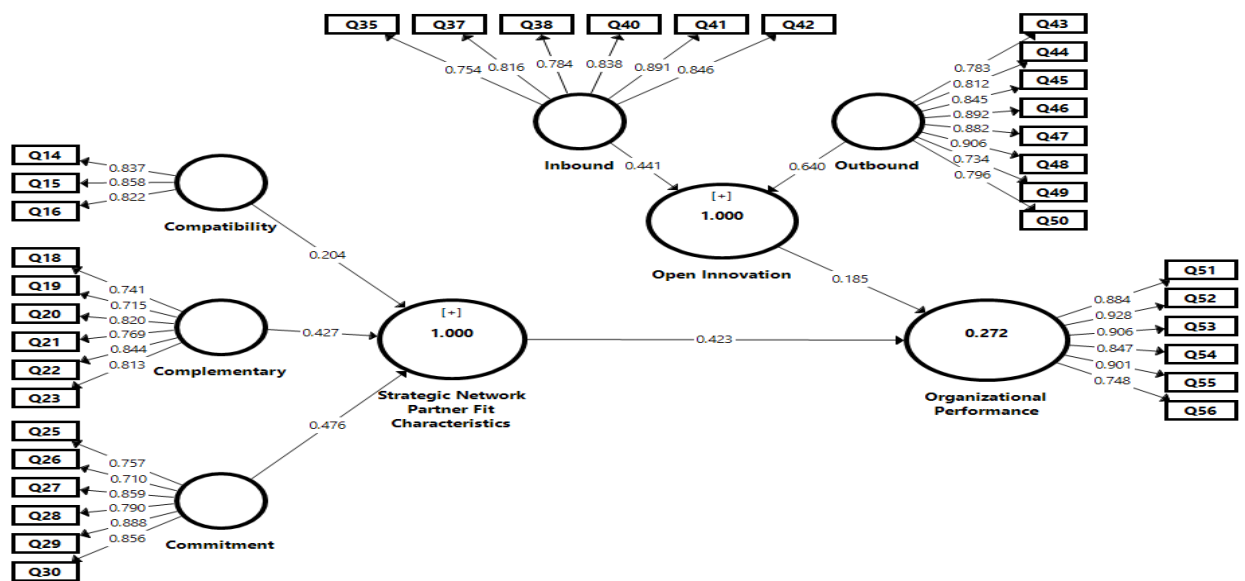 Q35 Q37 Q38 Q40 Q41 Q42
0.754 0.816 0.784 0.838 0.891 0.846
Inbound
Q43
Q44
Q45
Q46
Q47
Q48
Q49
Q50
0.783
0.812
0.845
0.892
0.882
0.906
0.734
0.796
Outbound
0.441
0.640
[+]
1.000
Open Innovation
0.185
Q14
Q15
Q16
0.837
0.858
0.822
Compatibility
0.204
Q18
Q19
Q20
Q21
Q22
Q23
0.741
0.715
0.820
0.769
0.844
0.813
Complementary
0.427
[+]
1.000
Strategic Network
Partner Fit
Characteristics
0.423
0.476
Q25
Q26
Q27
Q28
Q29
Q30
0.757
0.710
0.859
0.790
0.888
0.856
Commitment
0.272
Organizational
Performance
0.884
0.928
0.906
0.847
0.901
0.748
Q51
Q52
Q53
Q54
Q55
Q56